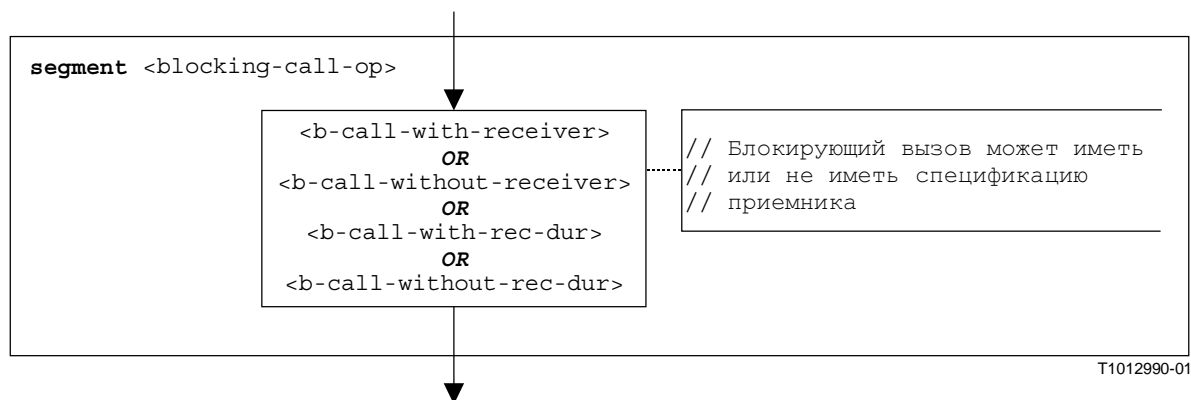 segment <blocking-call-op>
<b-call-with-receiver>
OR
<b-call-without-receiver>
OR
<b-call-with-rec-dur>
OR
<b-call-without-rec-dur>
// Блокирующий вызов может иметь
// или не иметь спецификацию
// приемника
T1012990-01